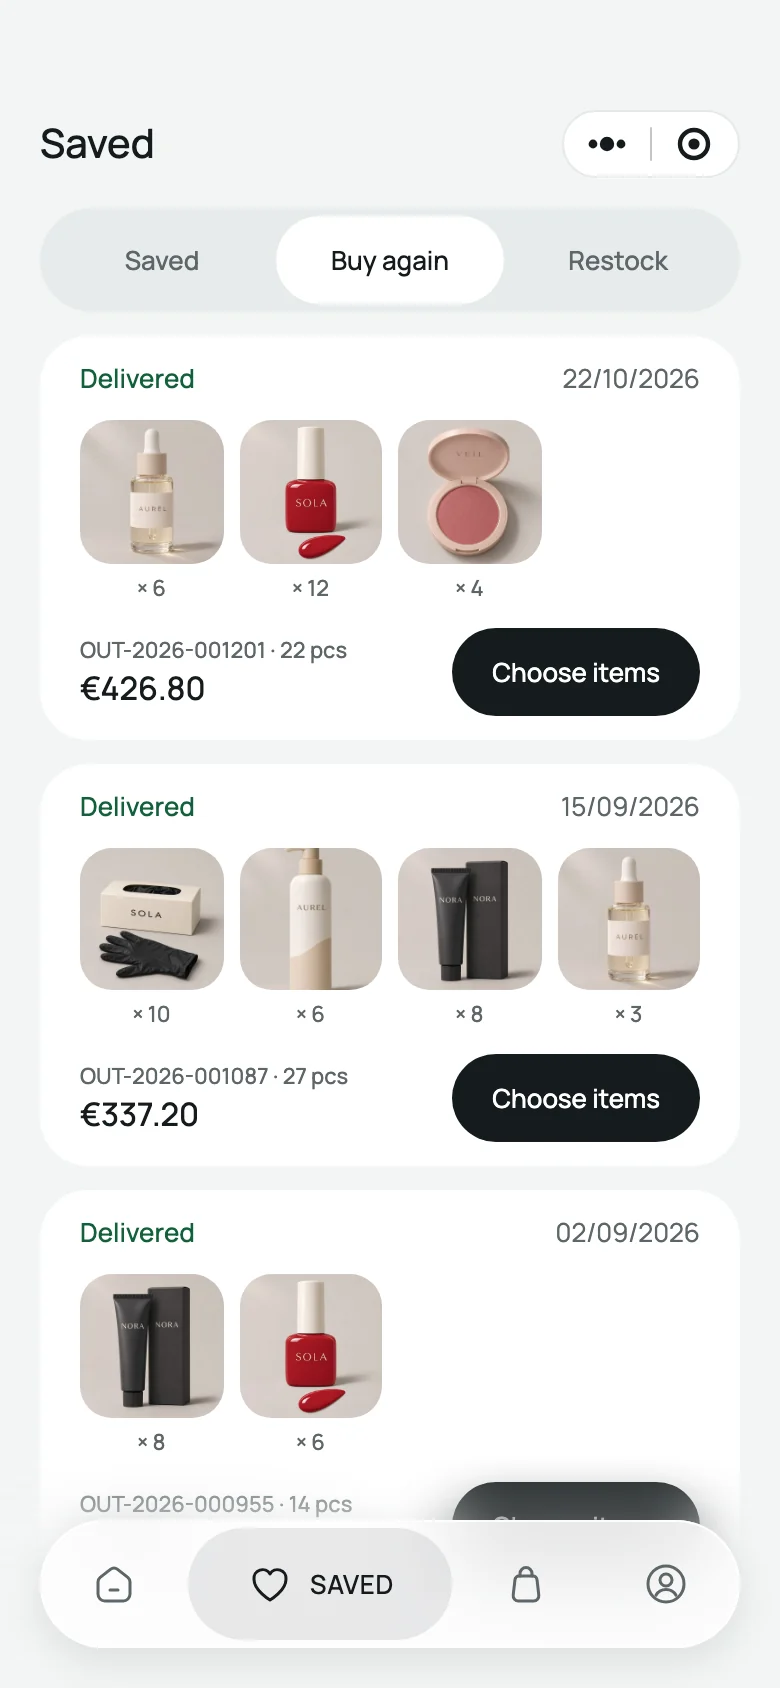 Saved
Saved
Buy again
Restock
Delivered
22/10/2026
AUREL
SOLA
VEIL
× 6
× 12
× 4
OUT-2026-001201 · 22 pcs
€426.80
Choose items
Delivered
15/09/2026
SOLA
AUREL
NORA
NORA
AUREL
× 10
× 6
× 8
× 3
OUT-2026-001087 · 27 pcs
€337.20
Choose items
Delivered
02/09/2026
NORA
NORA
SOLA
× 8
× 6
OUT-2026-000955 · 14 pcs
SAVED